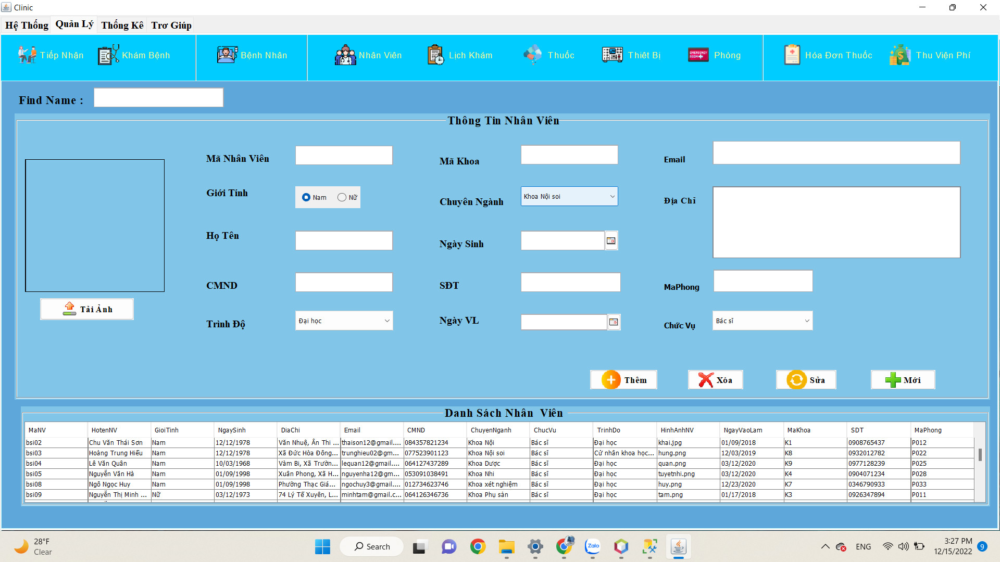 Clinic
Hệ Thống Quản Lý Thống Kê Trơ Giúp
Tiếp Nhận Khám Bệnh Bệnh Nhân Nhân Viên Lịch Khám Thuốc Thiêt Bị EMERGENCY ROOM Phòng Hóa Đơn Thuốc Thu Viện Phí
Find Name :
Thông Tin Nhân Viên
Mã Nhân Viên Mã Khoa Email
Giới Tính Nam Nữ Chuyên Ngành Khoa Nội soi Địa Chỉ
Họ Tên Ngày Sinh
CMND SĐT MaPhong
Tải Ảnh
Trình Độ Đại học Ngày VL Chức Vụ Bác sĩ
Thêm Xóa Sửa Mới
Danh Sách Nhân Viên
MaNV HotenNV GioiTinh NgaySinh DiaChi Email CMND ChuyenNganh ChucVu TrinhDo HinhAnhNV NgayVaoLam MaKhoa SDT MaPhong
bsi02 Chu Văn Thái Sơn Nam 12/12/1978 Văn Nhuệ, Ân Thi ... thaison12@gmail.... 084357821234 Khoa Nội Bác sĩ Đại học khai.jpg 01/09/2018 K1 0908765437 P012
bsi03 Hoàng Trung Hiếu Nam 12/12/1978 Xã Đức Hòa Đông... trunghieu02@gm... 077523901123 Khoa Nội soi Bác sĩ Cử nhân khoa học... hung.png 12/03/2019 K8 0932012782 P022
bsi04 Lê Văn Quân Nam 10/03/1968 Vàm Bi, Xã Trườn... lequan12@gmail.... 064127437289 Khoa Dược Bác sĩ Đại học quan.png 03/12/2020 K9 0977128239 P025
bsi05 Nguyễn Văn Hà Nam 01/09/1998 Xuân Phong, Xã H... nguyenha12@gm... 053091038491 Khoa Nhi Bác sĩ Đại học tuyetnhi.png 03/12/2020 K4 0904071234 P028
bsi08 Ngô Ngọc Huy Nam 01/09/1998 Phường Thạc Giá... ngochuy3@gmail.... 012734623746 Khoa xét nghiệm Bác sĩ Đại học huy.png 12/23/2020 K7 0346790933 P033
bsi09 Nguyễn Thị Minh ... Nữ 03/12/1973 74 Lý Tế Xuyên, L... minhtam@gmail.c... 064126346736 Khoa Phụ sản Bác sĩ Đại học tam.png 01/17/2018 K3 0926347894 P011
28°F
Clear
Search
Zalo
ENG
3:27 PM
12/15/2022
9